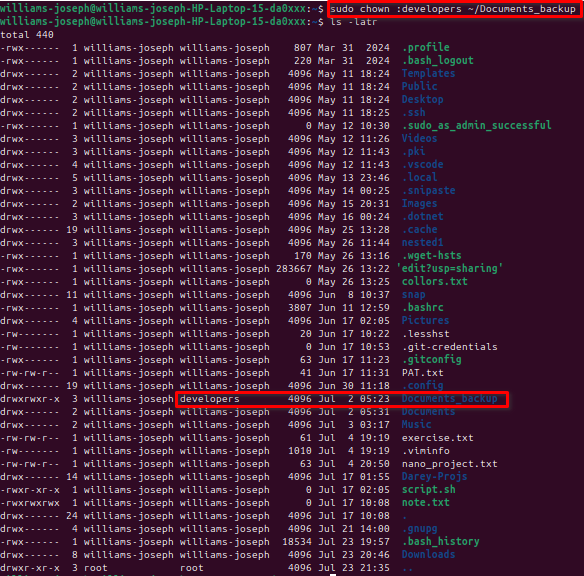 williams-joseph@williams-joseph-HP-Laptop-15-da0xxx:~$ sudo chown :developers ~/Documents_backup
williams-joseph@williams-joseph-HP-Laptop-15-da0xxx:~$ ls -latr
total 440
-rwx------  1 williams-joseph williams-joseph    807 Mar 31  2024 .profile
-rwx------  1 williams-joseph williams-joseph    220 Mar 31  2024 .bash_logout
drwx------  2 williams-joseph williams-joseph   4096 May 11 18:24 Templates
drwx------  2 williams-joseph williams-joseph   4096 May 11 18:24 Public
drwx------  2 williams-joseph williams-joseph   4096 May 11 18:24 Desktop
drwx------  2 williams-joseph williams-joseph   4096 May 11 18:24 .ssh
-rwx------  1 williams-joseph williams-joseph      0 May 12 10:30 .sudo_as_admin_successful
drwx------  3 williams-joseph williams-joseph   4096 May 12 11:26 Videos
drwx------  3 williams-joseph williams-joseph   4096 May 12 11:43 .pki
drwx------  4 williams-joseph williams-joseph   4096 May 12 11:43 .vscode
drwx------  5 williams-joseph williams-joseph   4096 May 13 23:46 .local
drwx------  3 williams-joseph williams-joseph   4096 May 14 00:25 .snipaste
drwx------  2 williams-joseph williams-joseph   4096 May 15 20:31 Images
drwx------  4 williams-joseph williams-joseph   4096 May 16 00:24 .dotnet
drwx------ 19 williams-joseph williams-joseph   4096 May 25 13:28 .cache
drwx------  3 williams-joseph williams-joseph   4096 May 26 11:44 nested1
-rwx------  1 williams-joseph williams-joseph    170 May 26 13:16 .wget-hsts
-rwx------  1 williams-joseph williams-joseph 283667 May 26 13:22 'edit?usp=sharing'
-rwx------  1 williams-joseph williams-joseph      0 May 26 13:25 collors.txt
drwx------ 11 williams-joseph williams-joseph   4096 Jun  8 10:37 snap
-rwx------  1 williams-joseph williams-joseph   3807 Jun 11 12:59 .bashrc
drwx------  4 williams-joseph williams-joseph   4096 Jun 17 02:05 Pictures
-rw-------  1 williams-joseph williams-joseph     20 Jun 17 10:22 .lesshst
-rw-------  1 williams-joseph williams-joseph      0 Jun 17 10:53 .git-credentials
-rwx------  1 williams-joseph williams-joseph     63 Jun 17 11:23 .gitconfig
-rw-rw-r--  1 williams-joseph williams-joseph     41 Jun 17 11:31 PAT.txt
drwx------ 19 williams-joseph williams-joseph   4096 Jun 30 11:18 .config
drwxrwxr-x  3 williams-joseph developers        4096 Jul  2 05:23 Documents_backup
drwx------  2 williams-joseph williams-joseph   4096 Jul  2 05:31 Documents
drwx------  2 williams-joseph williams-joseph   4096 Jul  3 03:17 Music
-rw-rw-r--  1 williams-joseph williams-joseph     61 Jul  4 19:19 exercise.txt
-rw-------  1 williams-joseph williams-joseph   1010 Jul  4 19:19 .viminfo
-rw-rw-r--  1 williams-joseph williams-joseph     63 Jul  4 20:50 nano_project.txt
drwx------ 14 williams-joseph williams-joseph   4096 Jul 17 01:55 Darey-Projs
-rwxr-xr-x  1 williams-joseph williams-joseph      0 Jul 17 02:05 script.sh
-rwxrwxrwx  1 williams-joseph williams-joseph      0 Jul 17 10:08 note.txt
drwx------ 24 williams-joseph williams-joseph   4096 Jul 17 10:08 .
drwx------  4 williams-joseph williams-joseph   4096 Jul 21 14:00 .gnupg
-rwx------  1 williams-joseph williams-joseph  18534 Jul 23 19:57 .bash_history
drwx------  8 williams-joseph williams-joseph   4096 Jul 23 20:46 Downloads
drwxr-xr-x  3 root            root              4096 Jul 23 21:35 ..